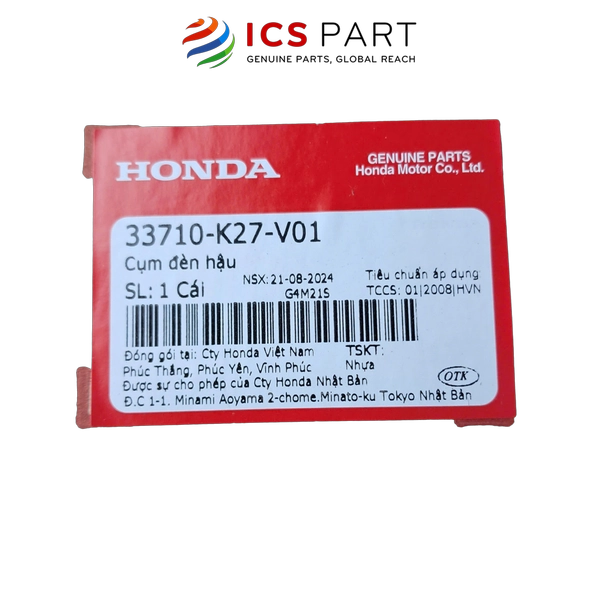 ICS PART
GENUINE PARTS, GLOBAL REACH
HONDA
GENUINE PARTS
Honda Motor Co., Ltd.
33710-K27-V01
Cụm đèn hậu
SL: 1 Cái
NSX: 21-08-2024
G4M21S
Tiêu chuẩn áp dụng
TCCS: 01|2008|HVN
Đóng gói tại: Cty Honda Việt Nam
Phúc Thắng, Phúc Yên, Vĩnh Phúc
Được sự cho phép của Cty Honda Nhật Bản
Đ.C 1-1. Minami Aoyama 2-chome.Minato-ku Tokyo Nhật Bản
TSKT:
Nhựa
OTK